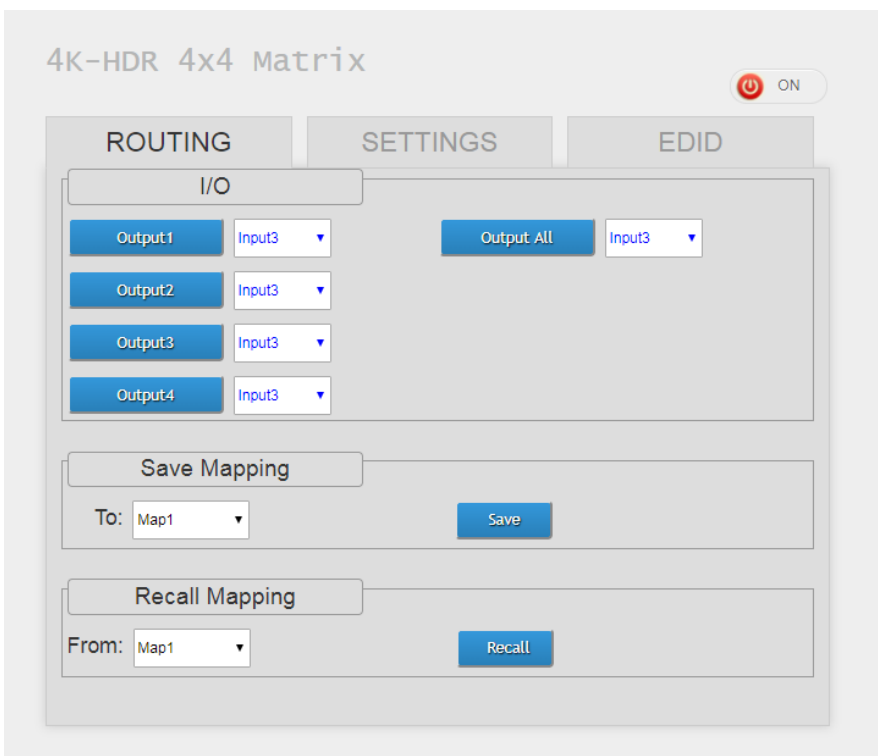 4K-HDR 4x4 Matrix
ON
ROUTING SETTINGS EDID
I/O
Output1 Input3 Output All Input3
Output2 Input3
Output3 Input3
Output4 Input3
Save Mapping
To: Map1 Save
Recall Mapping
From: Map1 Recall